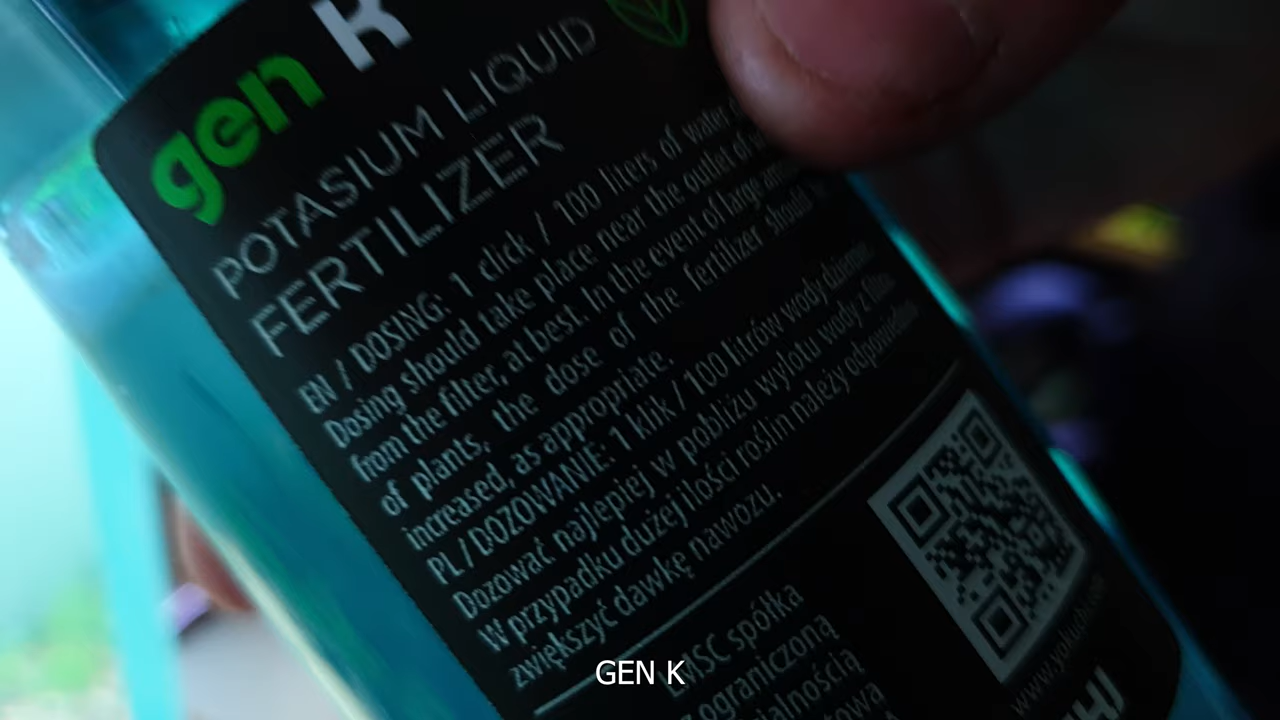 gen K
POTASIUM LIQUID
FERTILIZER
EN / DOSING: 1 click / 100 liters of water
Dosing should take place near the outlet of
from the filter, at best. In the event of large
of plants, the dose of the fertilizer should
increased, as appropriate.
PL / DOZOWANIE: 1 klik / 100 litrów wody dziennie.
Dozować najlepiej w pobliżu wylotu wody z filtra.
W przypadku dużej ilości roślin należy odpowiednio
zwiększyć dawkę nawozu.
LMSC spółka
z ograniczoną
GEN K